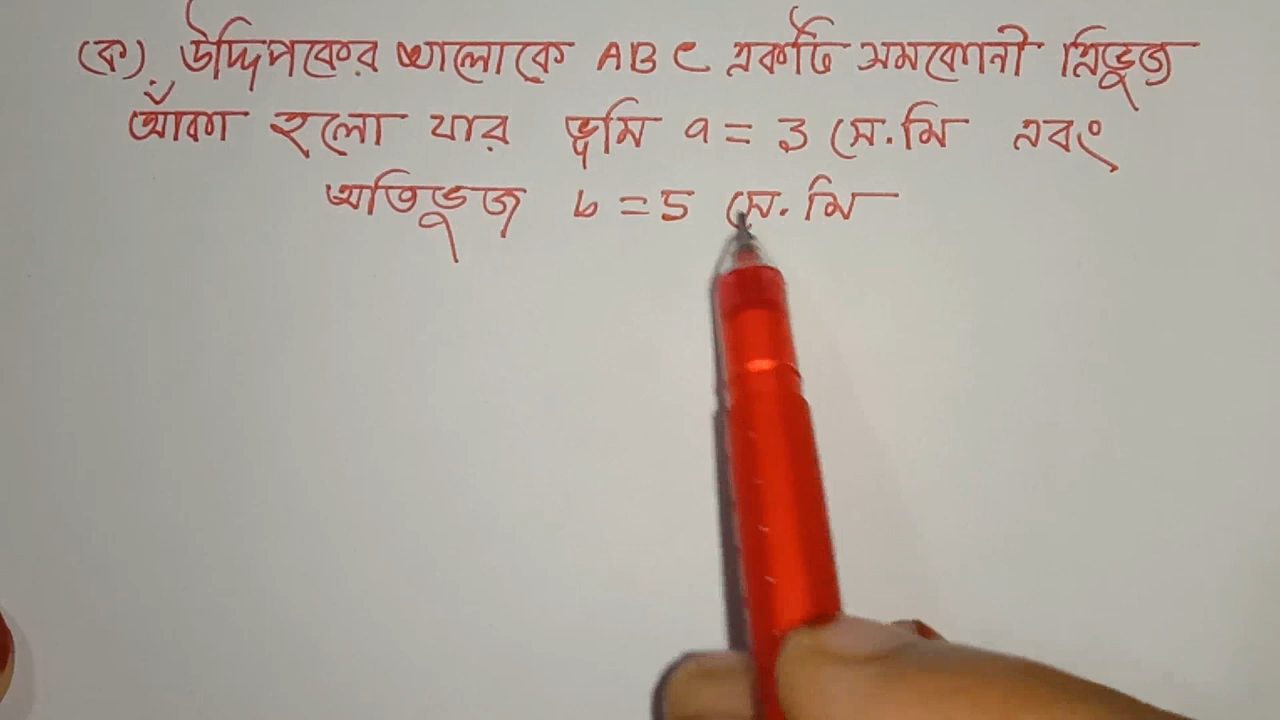 (ক). উদ্দিপকের আলোকে ABC একটি সমকোনী ত্রিভুজ
আঁকা হলো যার ভূমি a = 3 সে.মি এবং
অতিভুজ b = 5 সে. মি